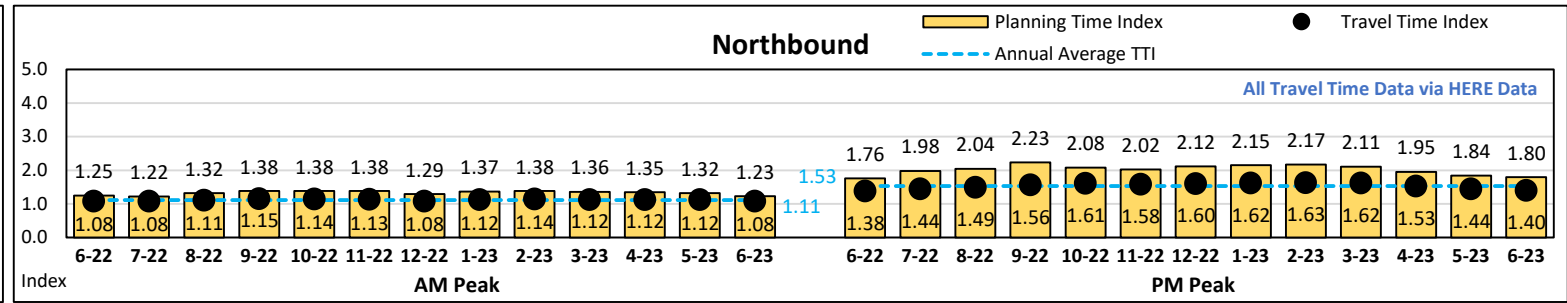 Planning Time Index
Travel Time Index
Northbound
Annual Average TTI
All Travel Time Data via HERE Data
5.0
4.0
3.0
2.0
1.0
0.0
1.25 1.22 1.32 1.38 1.38 1.38 1.29 1.37 1.38 1.36 1.35 1.32 1.23
1.53
1.11
1.76 1.98 2.04 2.23 2.08 2.02 2.12 2.15 2.17 2.11 1.95 1.84 1.80
1.08 1.08 1.11 1.15 1.14 1.13 1.08 1.12 1.14 1.12 1.12 1.12 1.08
1.38 1.44 1.49 1.56 1.61 1.58 1.60 1.62 1.63 1.62 1.53 1.44 1.40
6-22 7-22 8-22 9-22 10-22 11-22 12-22 1-23 2-23 3-23 4-23 5-23 6-23
6-22 7-22 8-22 9-22 10-22 11-22 12-22 1-23 2-23 3-23 4-23 5-23 6-23
Index
AM Peak
PM Peak